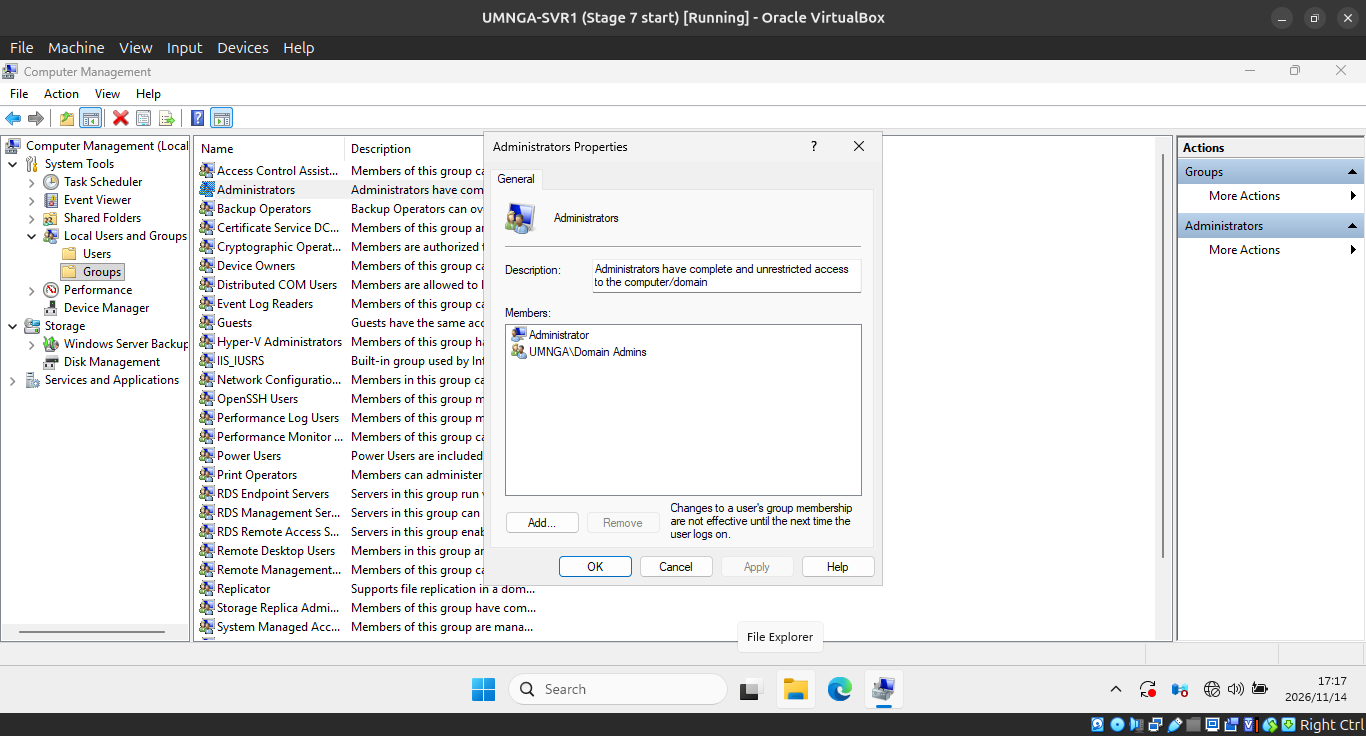 UMNGA-SVR1 (Stage 7 start) [Running] - Oracle VirtualBox
File Machine View Input Devices Help
Computer Management
File Action View Help
Computer Management (Local
System Tools
Task Scheduler
Event Viewer
Shared Folders
Local Users and Groups
Users
Groups
Performance
Device Manager
Storage
Windows Server Backup
Disk Management
Services and Applications
Name Description
Access Control Assist... Members of this group ca
Administrators Administrators have com
Backup Operators Backup Operators can ov
Certificate Service DC... Members of this group ar
Cryptographic Operat... Members are authorized t
Device Owners Members of this group ca
Distributed COM Users Members are allowed to l
Event Log Readers Members of this group ca
Guests Guests have the same acc
Hyper-V Administrators Members of this group ha
IIS_IUSRS Built-in group used by Int
Network Configuratio... Members in this group ca
OpenSSH Users Members of this group m
Performance Log Users Members of this group m
Performance Monitor ... Members of this group ca
Power Users Power Users are included
Print Operators Members can administer
RDS Endpoint Servers Servers in this group run v
RDS Management Ser... Servers in this group can
RDS Remote Access S... Servers in this group enab
Remote Desktop Users Members in this group ar
Remote Management... Members of this group ca
Replicator Supports file replication in a dom...
Storage Replica Admi... Members of this group have com...
System Managed Acc... Members of this group are mana...
Administrators Properties ?
General
Administrators
Description: Administrators have complete and unrestricted access
to the computer/domain
Members:
Administrator
UMNGA\Domain Admins
Add... Remove
Changes to a user's group membership
are not effective until the next time the
user logs on.
OK Cancel Apply Help
Actions
Groups
More Actions
Administrators
More Actions
File Explorer
Search
17:17
2026/11/14
Right Ctrl